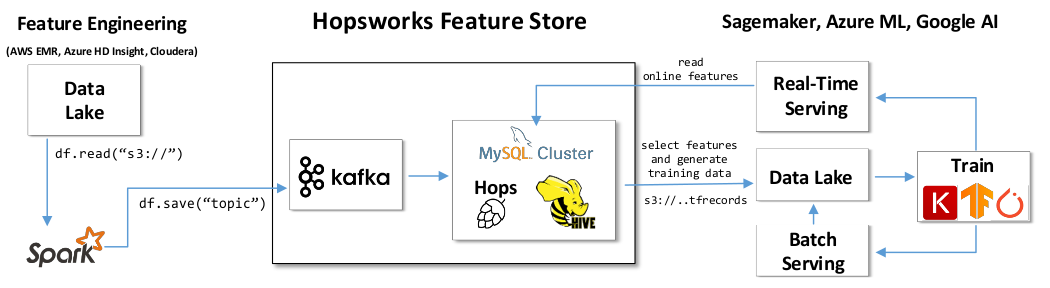 Feature Engineering
(AWS EMR, Azure HD Insight, Cloudera)
Data
Lake
df.read(“s3://”)
Spark
df.save(“topic”)
Hopsworks Feature Store
kafka
MySQL Cluster
Hops
HIVE
Sagemaker, Azure ML, Google AI
read
online features
select features
and generate
training data
s3://..tfrecords
Real-Time
Serving
Data Lake
Batch
Serving
Train
K